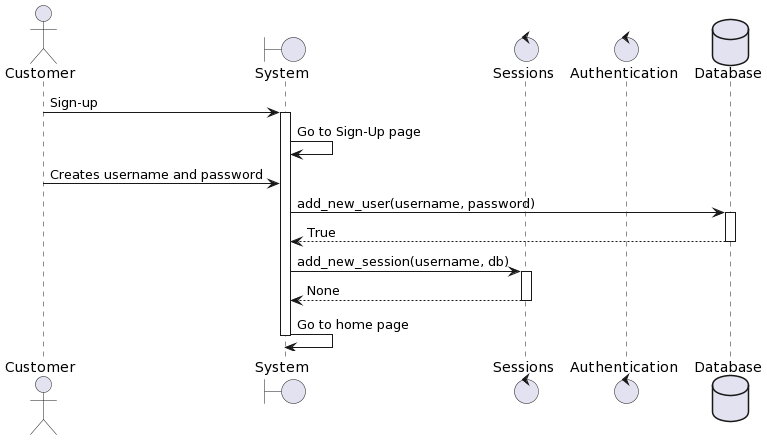 Customer
System
Sessions
Authentication
Database
Sign-up
Go to Sign-Up page
Creates username and password
add_new_user(username, password)
True
add_new_session(username, db)
None
Go to home page
Customer
System
Sessions
Authentication
Database